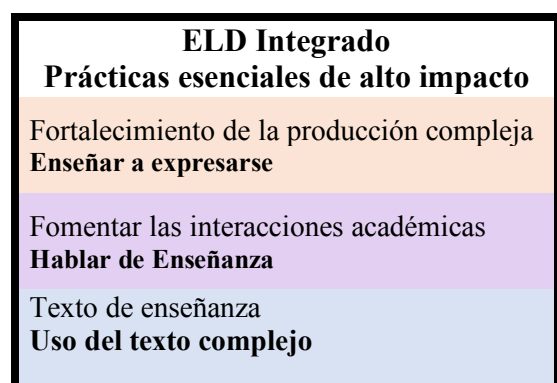 ELD Integrado
Prácticas esenciales de alto impacto
Fortalecimiento de la producción compleja
Enseñar a expresarse
Fomentar las interacciones académicas
Hablar de Enseñanza
Texto de enseñanza
Uso del texto complejo